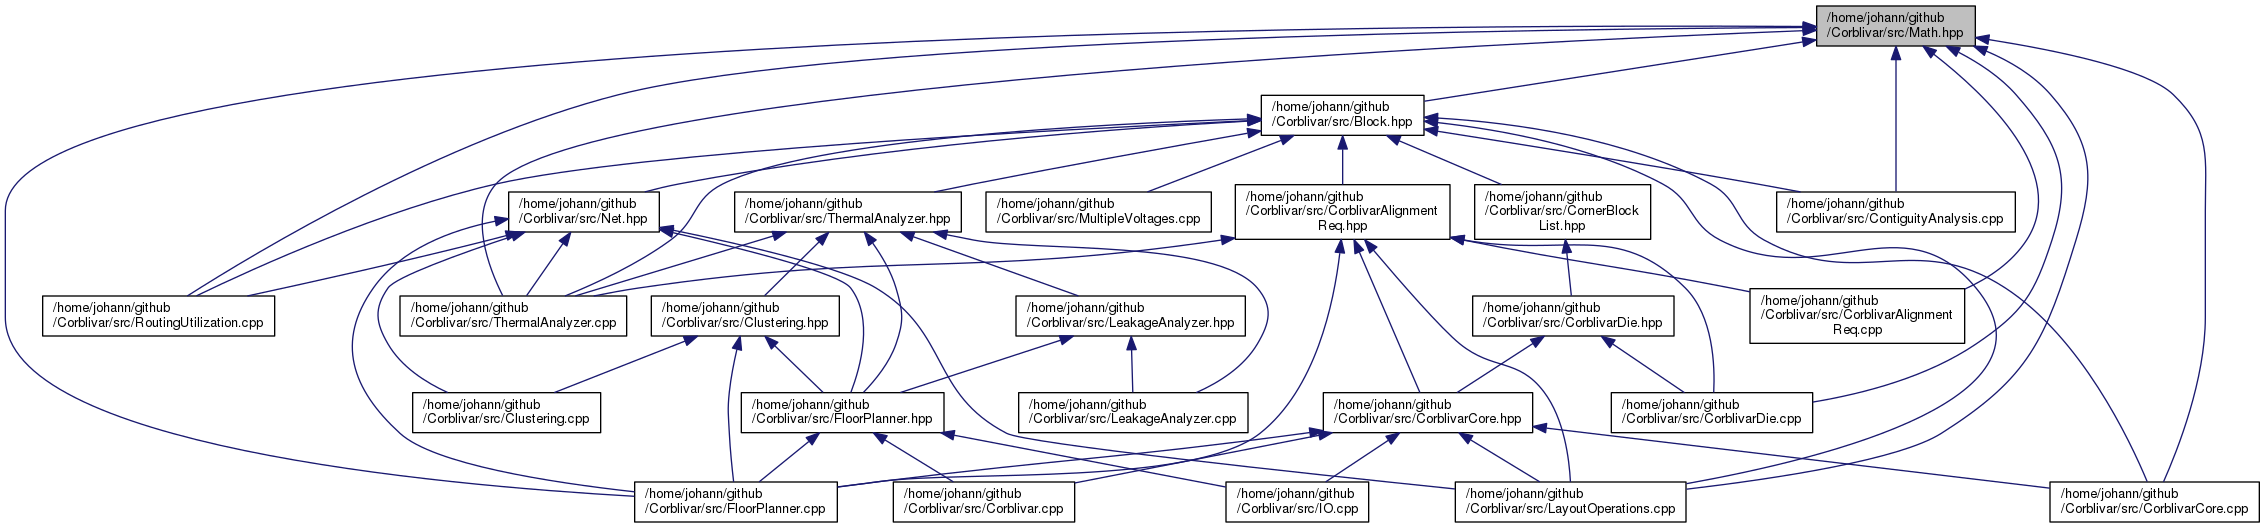 /home/johann/github
/Corblivar/src/Math.hpp
/home/johann/github
/Corblivar/src/Block.hpp
/home/johann/github
/Corblivar/src/Net.hpp
/home/johann/github
/Corblivar/src/ThermalAnalyzer.hpp
/home/johann/github
/Corblivar/src/MultipleVoltages.cpp
/home/johann/github
/Corblivar/src/CorblivarAlignment
Req.hpp
/home/johann/github
/Corblivar/src/CornerBlock
List.hpp
/home/johann/github
/Corblivar/src/ContiguityAnalysis.cpp
/home/johann/github
/Corblivar/src/RoutingUtilization.cpp
/home/johann/github
/Corblivar/src/ThermalAnalyzer.cpp
/home/johann/github
/Corblivar/src/Clustering.hpp
/home/johann/github
/Corblivar/src/LeakageAnalyzer.hpp
/home/johann/github
/Corblivar/src/CorblivarDie.hpp
/home/johann/github
/Corblivar/src/CorblivarAlignment
Req.cpp
/home/johann/github
/Corblivar/src/Clustering.cpp
/home/johann/github
/Corblivar/src/FloorPlanner.hpp
/home/johann/github
/Corblivar/src/LeakageAnalyzer.cpp
/home/johann/github
/Corblivar/src/CorblivarCore.hpp
/home/johann/github
/Corblivar/src/CorblivarDie.cpp
/home/johann/github
/Corblivar/src/FloorPlanner.cpp
/home/johann/github
/Corblivar/src/Corblivar.cpp
/home/johann/github
/Corblivar/src/IO.cpp
/home/johann/github
/Corblivar/src/LayoutOperations.cpp
/home/johann/github
/Corblivar/src/CorblivarCore.cpp